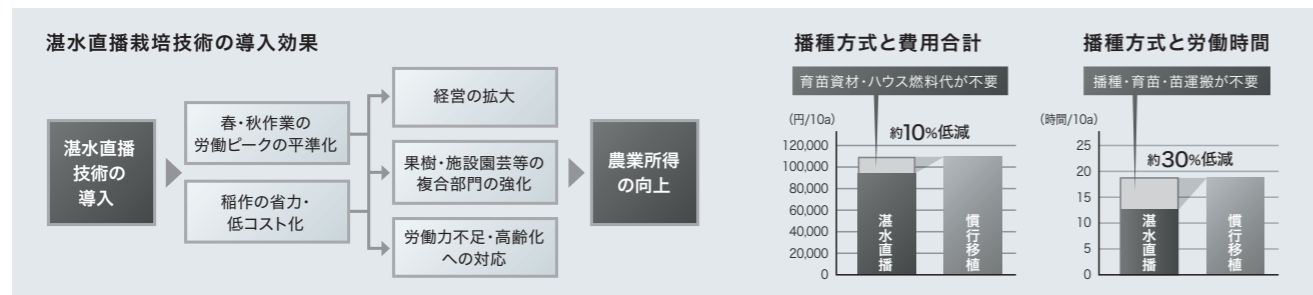 湛水直播栽培技術の導入効果
湛水直播
技術の
導入
春・秋作業の
労働ピークの平準化
稲作の省力・
低コスト化
経営の拡大
果樹・施設園芸等の
複合部門の強化
労働力不足・高齢化
への対応
農業所得
の向上
播種方式と費用合計
育苗資材・ハウス燃料代が不要
(円/10a)
約10%低減
120,000
100,000
80,000
60,000
40,000
20,000
0
湛水直播
慣行移植
播種方式と労働時間
播種・育苗・苗運搬が不要
(時間/10a)
約30%低減
25
20
15
10
5
0
湛水直播
慣行移植